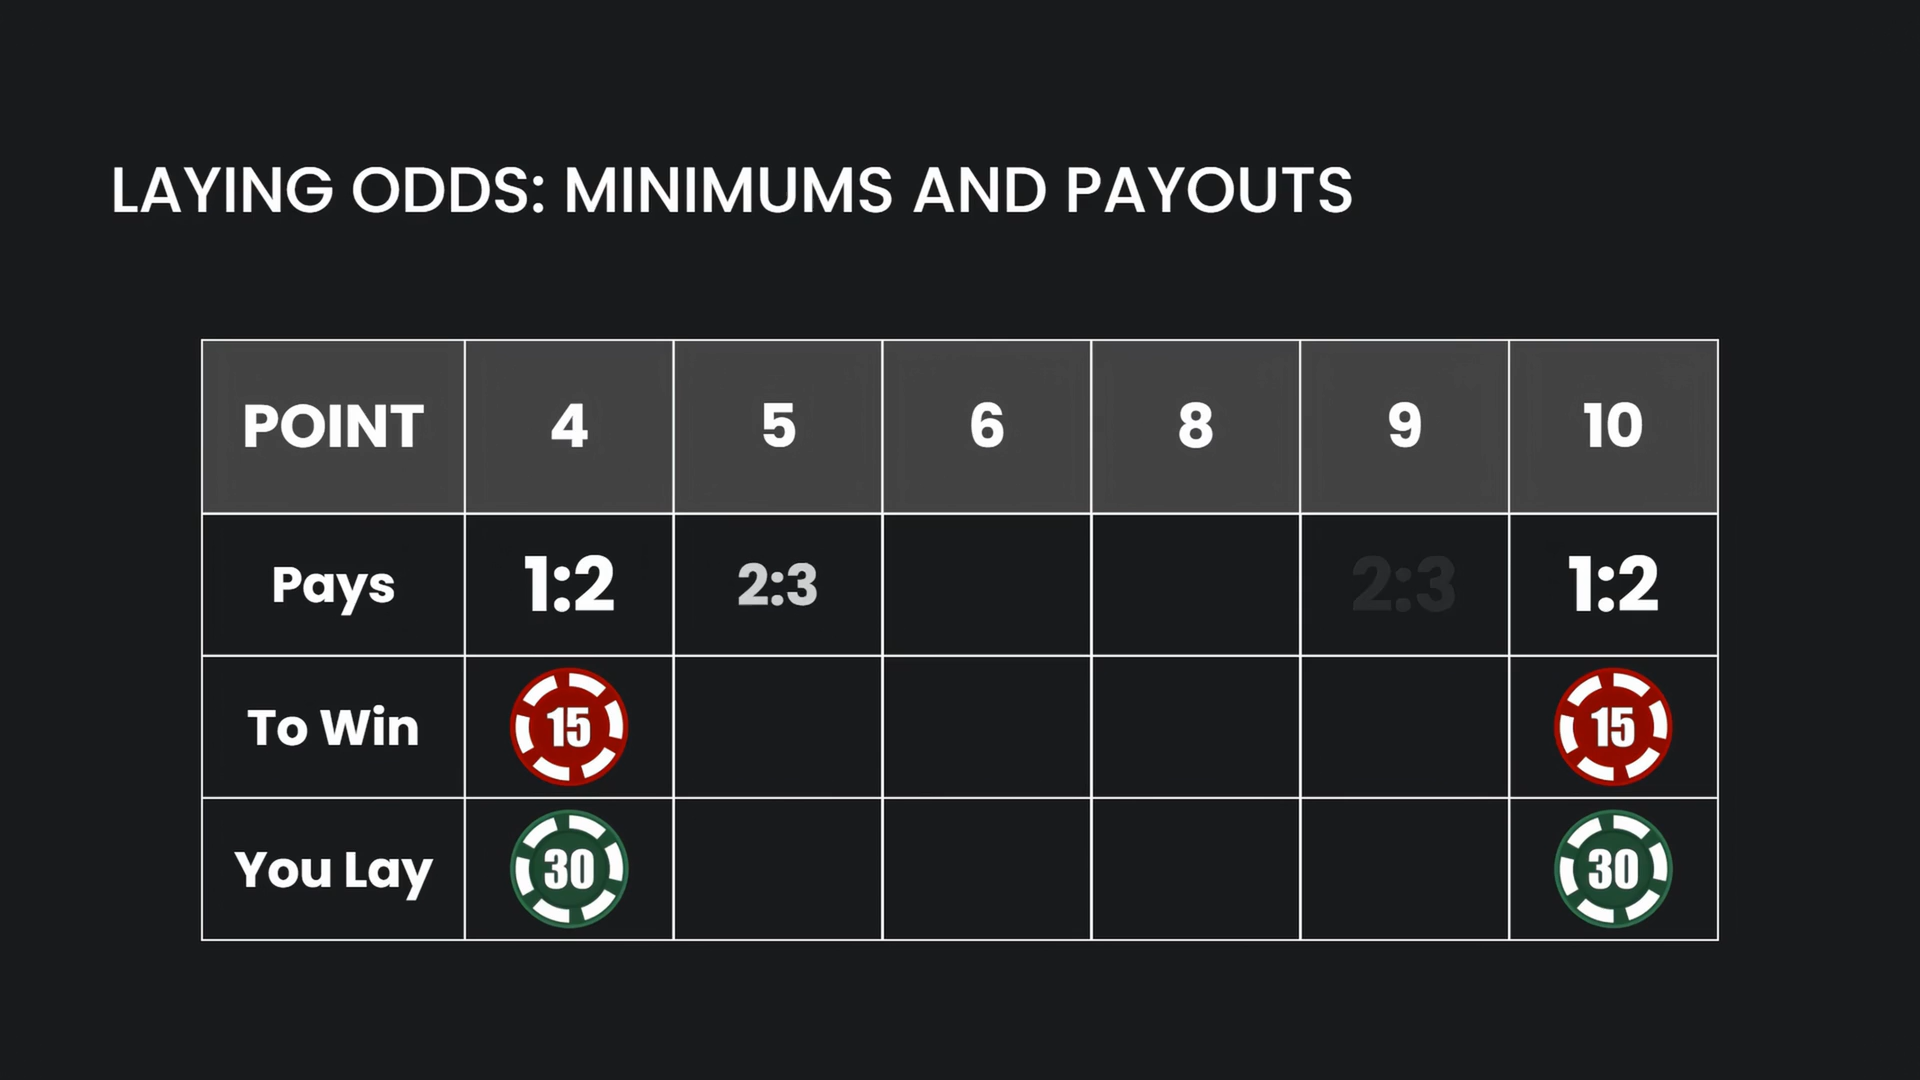 LAYING ODDS: MINIMUMS AND PAYOUTS
POINT 4 5 6 8 9 10
Pays 1:2 2:3 2:3 1:2
To Win 15 15
You Lay 30 30